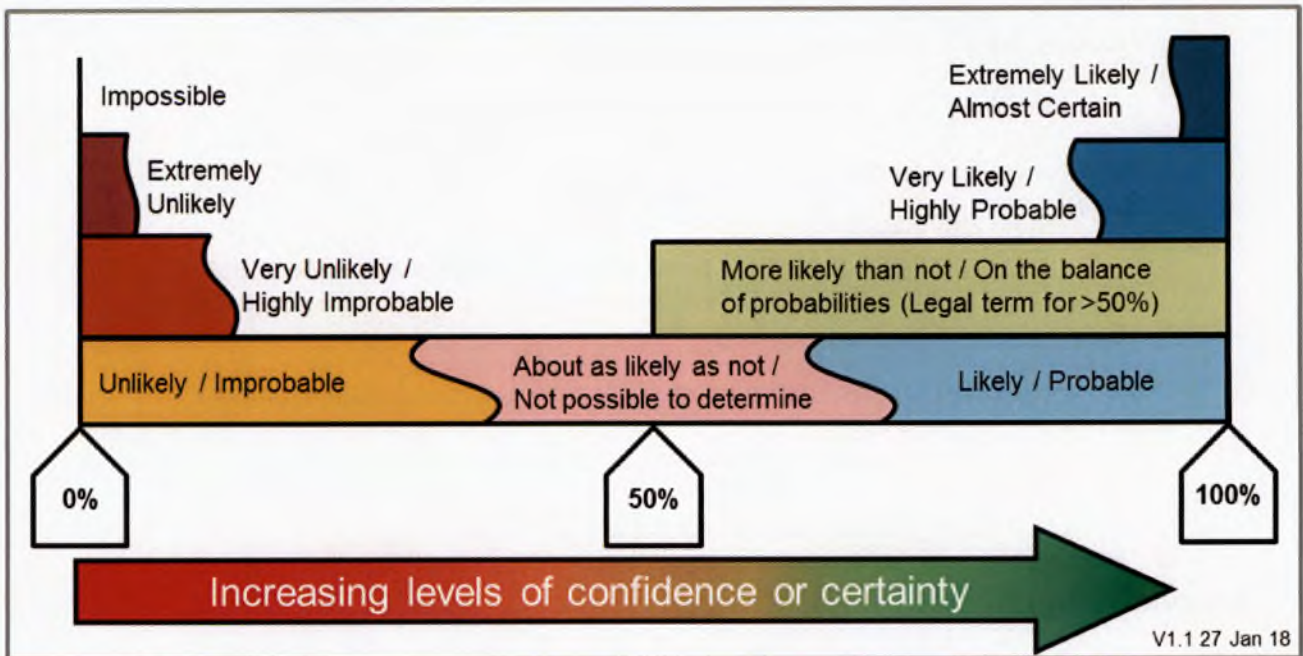 Impossible
Extremely
Unlikely
Very Unlikely /
Highly Improbable
Unlikely / Improbable
About as likely as not /
Not possible to determine
Extremely Likely /
Almost Certain
Very Likely /
Highly Probable
More likely than not / On the balance
of probabilities (Legal term for >50%)
Likely / Probable
0%
50%
100%
Increasing levels of confidence or certainty
V1.1 27 Jan 18